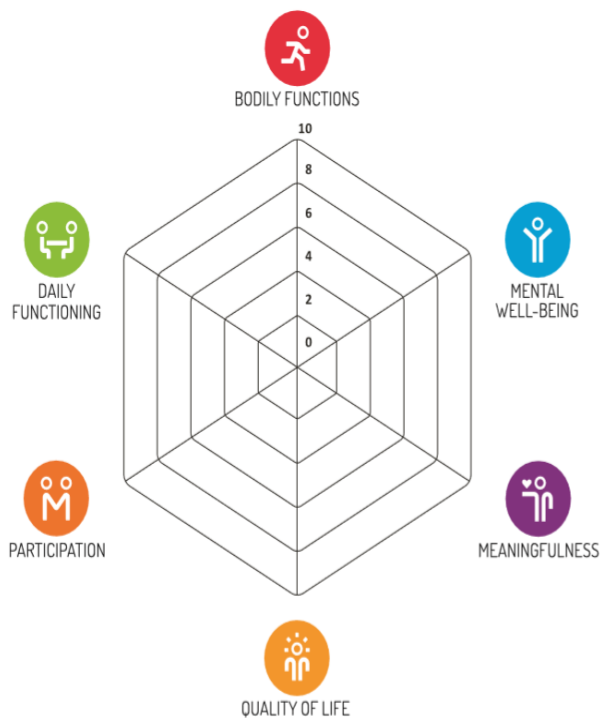 BODILY FUNCTIONS
10
8
6
4
2
0
DAILY
FUNCTIONING
MENTAL
WELL-BEING
PARTICIPATION
MEANINGFULNESS
QUALITY OF LIFE